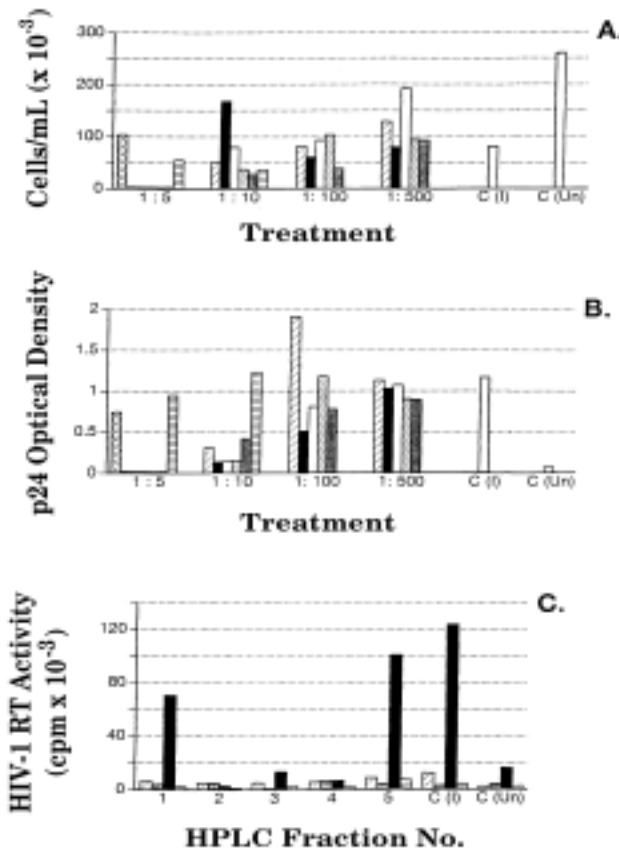 A.
Cells/mL (x 10-3)
300
200
100
0
1 : 5
1 : 10
1: 100
1: 500
C (I)
C (Un)
Treatment
B.
p24 Optical Density
2
1.5
1
0.5
0
1 : 5
1 : 10
1 : 100
1 : 500
C (I)
C (Un)
Treatment
C.
HIV-1 RT Activity
(cpm x 10-3)
120
80
40
0
1
2
3
4
5
C (I)
C (Un)
HPLC Fraction No.